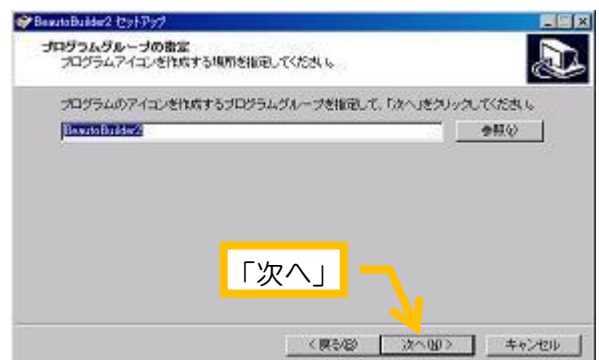 BeautoBuilder2 セットアップ
プログラムグループの指定
プログラムアイコンを作成する場所を指定してください。
プログラムのアイコンを作成するプログラムグループを指定して、「次へ」をクリックしてください。
BeautoBuilder2
参照(V)
「次へ」
< 戻る(B)
次へ(N) >
キャンセル